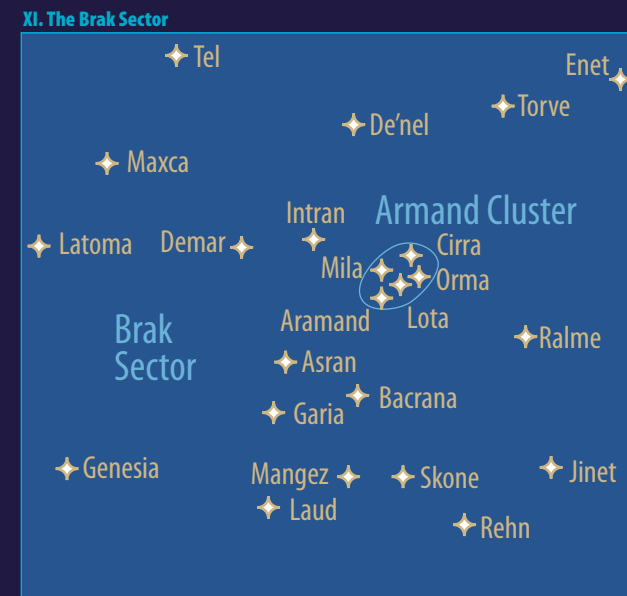 XI. The Brak Sector
Tel
Enet
Torve
De'nel
Maxca
Intran
Armand Cluster
Latoma
Demar
Cirra
Mila
Orma
Aramand
Lota
Brak
Sector
Ralme
Asran
Bacrana
Garia
Genesia
Mangez
Skone
Jinet
Laud
Rehn